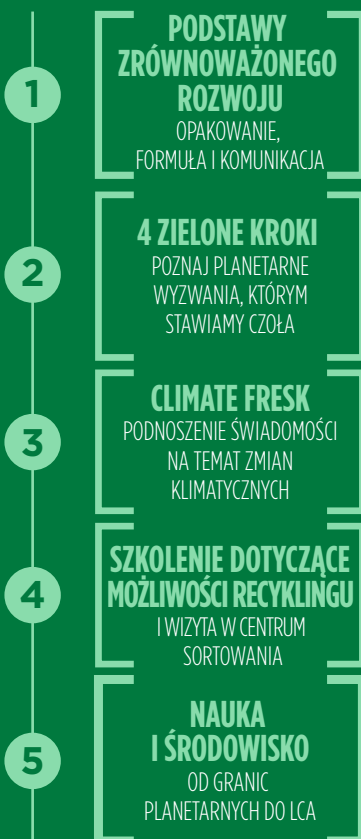 1
PODSTAWY
ZRÓWNOWAŻONEGO
ROZWOJU
OPAKOWANIE,
FORMUŁA I KOMUNIKACJA
2
4 ZIELONE KROKI
POZNAJ PLANETARNE
WYZWANIA, KTÓRYM
STAWIAMY CZOŁA
3
CLIMATE FRESK
PODNOSZENIE ŚWIADOMOŚCI
NA TEMAT ZMIAN
KLIMATYCZNYCH
4
SZKOLENIE DOTYCZĄCE
MOŻLIWOŚCI RECYKLINGU
I WIZYTA W CENTRUM
SORTOWANIA
5
NAUKA
I ŚRODOWISKO
OD GRANIC
PLANETARNYCH DO LCA